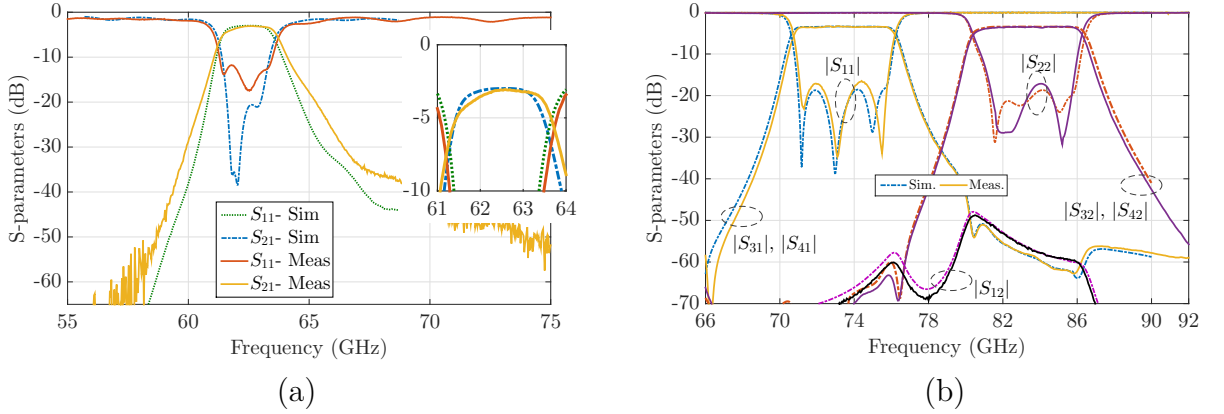 0
-10
-20
-30
-40
-50
-60
S-parameters (dB)
55
60
65
70
75
Frequency (GHz)
S11- Sim
S21- Sim
S11- Meas
S21- Meas
0
-5
-10
61
62
63
64
(a)
0
-10
-20
-30
-40
-50
-60
-70
S-parameters (dB)
66
70
74
78
82
86
90
92
Frequency (GHz)
|S11|
|S22|
Sim.
Meas.
|S31|, |S41|
|S32|, |S42|
|S12|
(b)